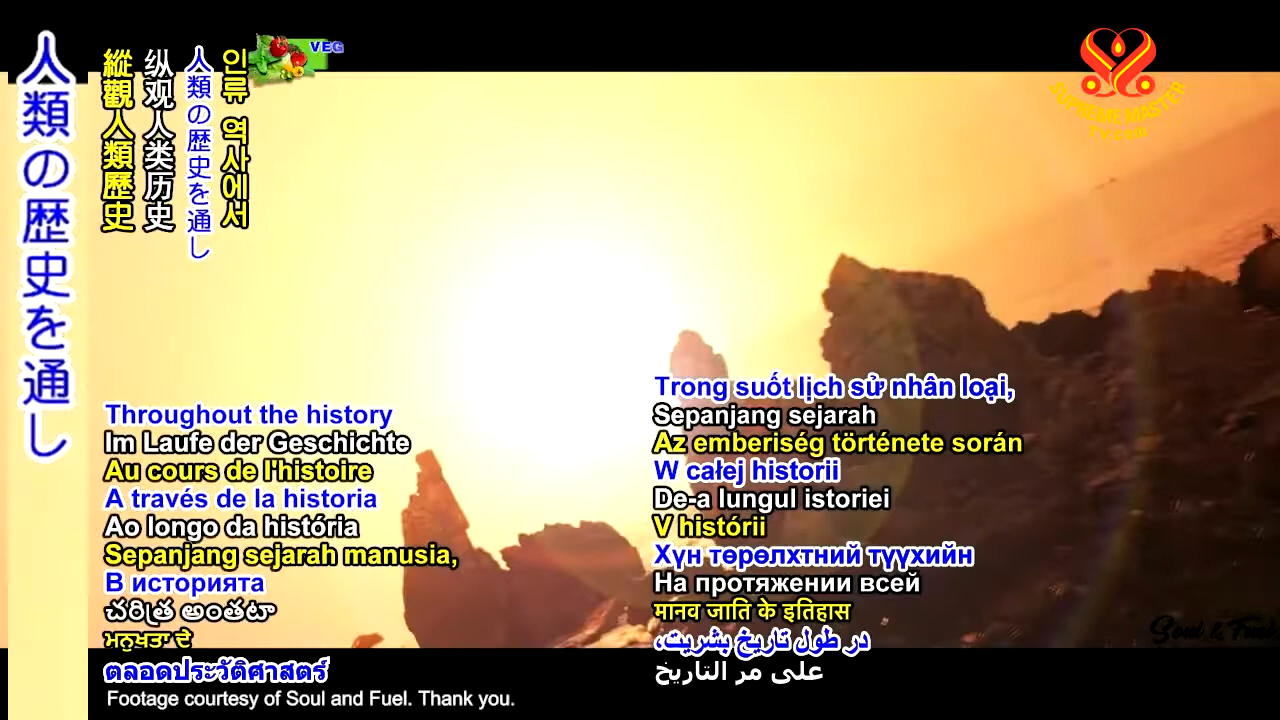 人類の歴史を通し
縱觀人類歷史
纵观人类历史
人類の歴史を通し
인류 역사에서
VEG
SUPREME MASTER
TV.COM
Throughout the history
Im Laufe der Geschichte
Au cours de l'histoire
A través de la historia
Ao longo da história
Sepanjang sejarah manusia,
В историята
చరిత్ర అంతటా
ਮਨੁਖਤਾ ਦੇ
ตลอดประวัติศาสตร์
Trong suốt lịch sử nhân loại,
Sepanjang sejarah
Az emberiség története során
W całej historii
De-a lungul istoriei
V histórii
Хүн төрөлхтний түүхийн
На протяжении всей
मानव जाति के इतिहास
در طول تاریخ بشریت،
على مر التاريخ
Soul & Fuel
Footage courtesy of Soul and Fuel. Thank you.